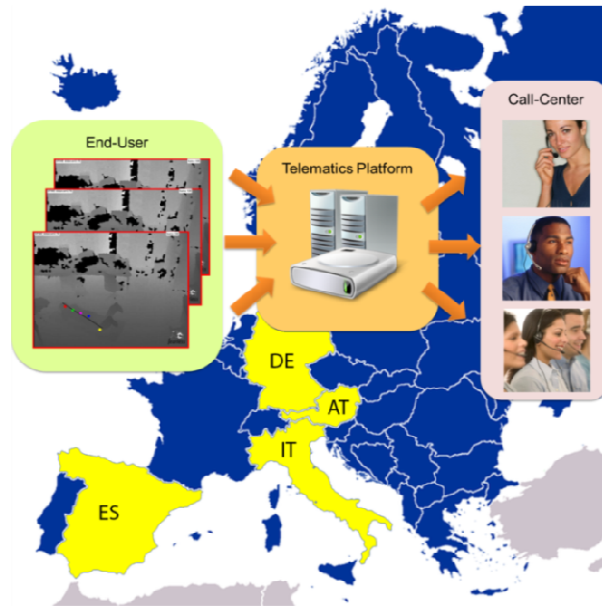 End-User
Telematics Platform
Call-Center
DE
AT
IT
ES